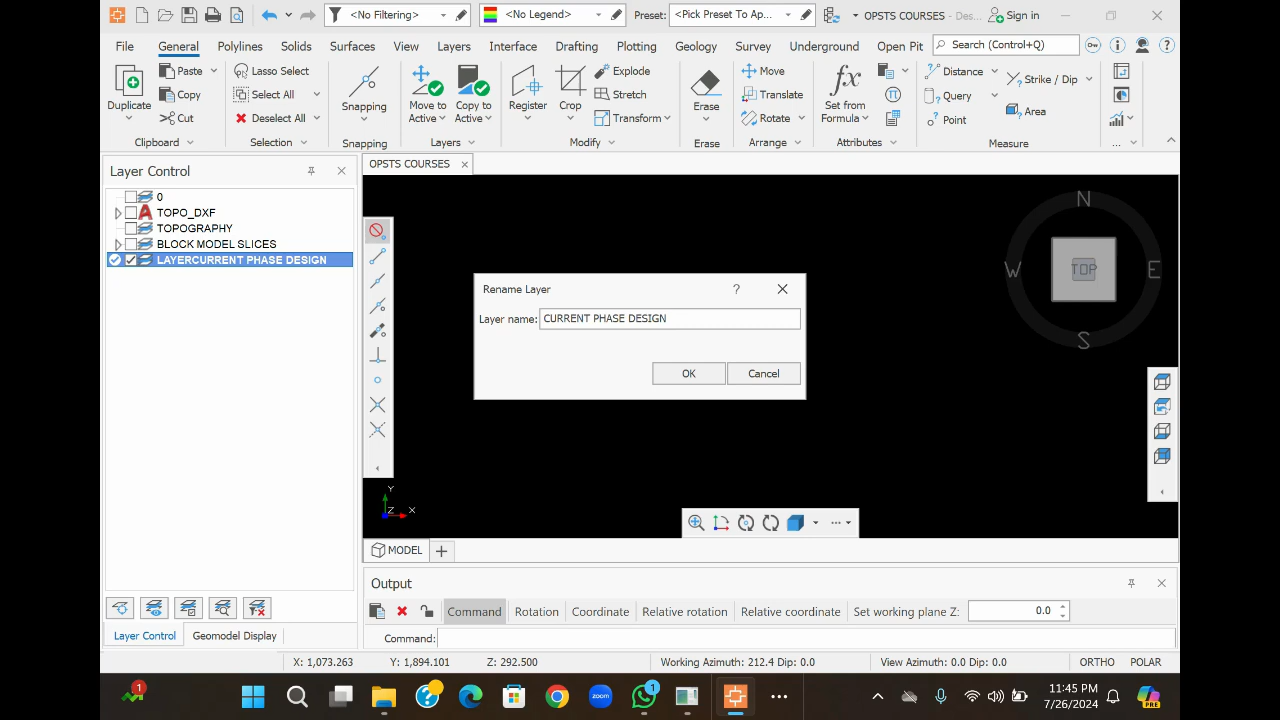 <No Filtering>
<No Legend>
Preset:
<Pick Preset To Ap...
OPSTS COURSES - Des...
Sign in
File
General
Polylines
Solids
Surfaces
View
Layers
Interface
Drafting
Plotting
Geology
Survey
Underground
Open Pit
Search (Control+Q)
Duplicate
Paste
Copy
Cut
Clipboard
Lasso Select
Select All
Deselect All
Selection
Snapping
Snapping
Move to Active
Copy to Active
Layers
Register
Crop
Explode
Stretch
Transform
Modify
Erase
Erase
Move
Translate
Rotate
Arrange
fx
Set from Formula
Attributes
Distance
Query
Point
Strike / Dip
Area
Measure
...
Layer Control
OPSTS COURSES
0
TOPO_DXF
TOPOGRAPHY
BLOCK MODEL SLICES
LAYERCURRENT PHASE DESIGN
N
W
TOP
E
S
Rename Layer
?
Layer name:
CURRENT PHASE DESIGN
OK
Cancel
Y
Z
X
MODEL
Output
Command
Rotation
Coordinate
Relative rotation
Relative coordinate
Set working plane Z:
0.0
Command:
Layer Control
Geomodel Display
X: 1,073.263
Y: 1,894.101
Z: 292.500
Working Azimuth: 212.4 Dip: 0.0
View Azimuth: 0.0 Dip: 0.0
ORTHO
POLAR
1
zoom
1
11:45 PM
7/26/2024
PRE